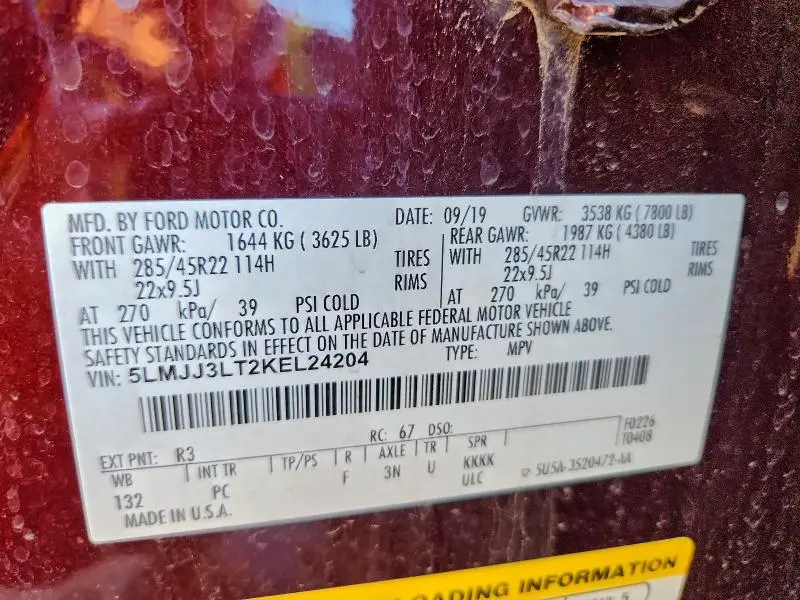 MFD. BY FORD MOTOR CO. DATE: 09/19 GVWR: 3538 KG ( 7800 LB)
FRONT GAWR: 1644 KG ( 3625 LB) REAR GAWR: 1987 KG ( 4380 LB)
WITH 285/45R22 114H TIRES WITH 285/45R22 114H TIRES
22x9.5J RIMS 22x9.5J RIMS
AT 270 kPa/ 39 PSI COLD AT 270 kPa/ 39 PSI COLD
THIS VEHICLE CONFORMS TO ALL APPLICABLE FEDERAL MOTOR VEHICLE
SAFETY STANDARDS IN EFFECT ON THE DATE OF MANUFACTURE SHOWN ABOVE.
VIN: 5LMJJ3LT2KEL24204 TYPE: MPV
EXT PNT: R3 RC: 67 DSO: F0226
T0408
WB INT TR TP/PS R AXLE TR SPR
132 PC F 3N U KKKK
ULC 5U5A-3520472-AA
MADE IN U.S.A.
LOADING INFORMATION